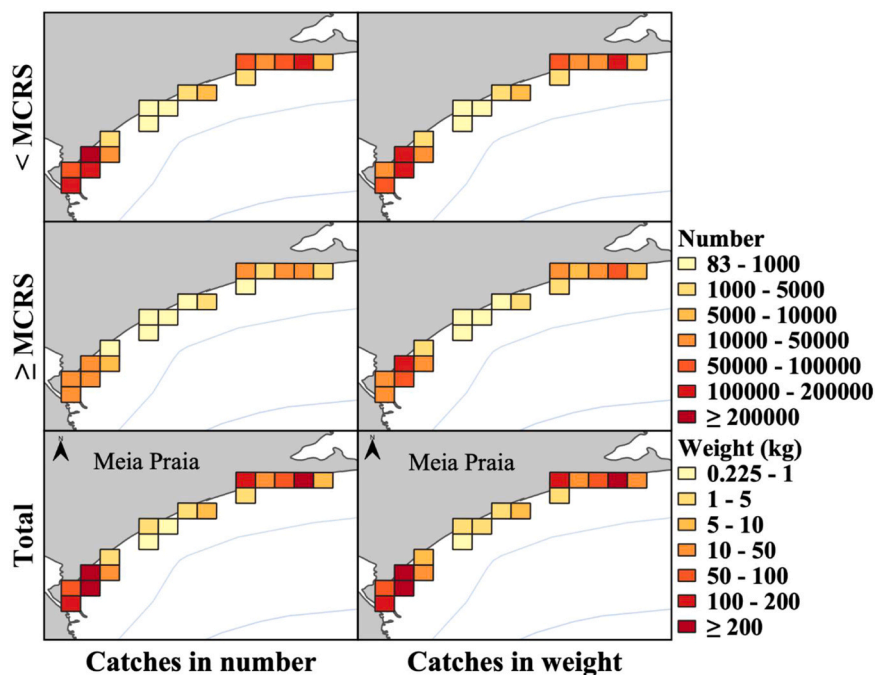 < MCRS
≥ MCRS
Total
N
Meia Praia
N
Meia Praia
Catches in number
Catches in weight
Number
83 - 1000
1000 - 5000
5000 - 10000
10000 - 50000
50000 - 100000
100000 - 200000
≥ 200000
Weight (kg)
0.225 - 1
1 - 5
5 - 10
10 - 50
50 - 100
100 - 200
≥ 200